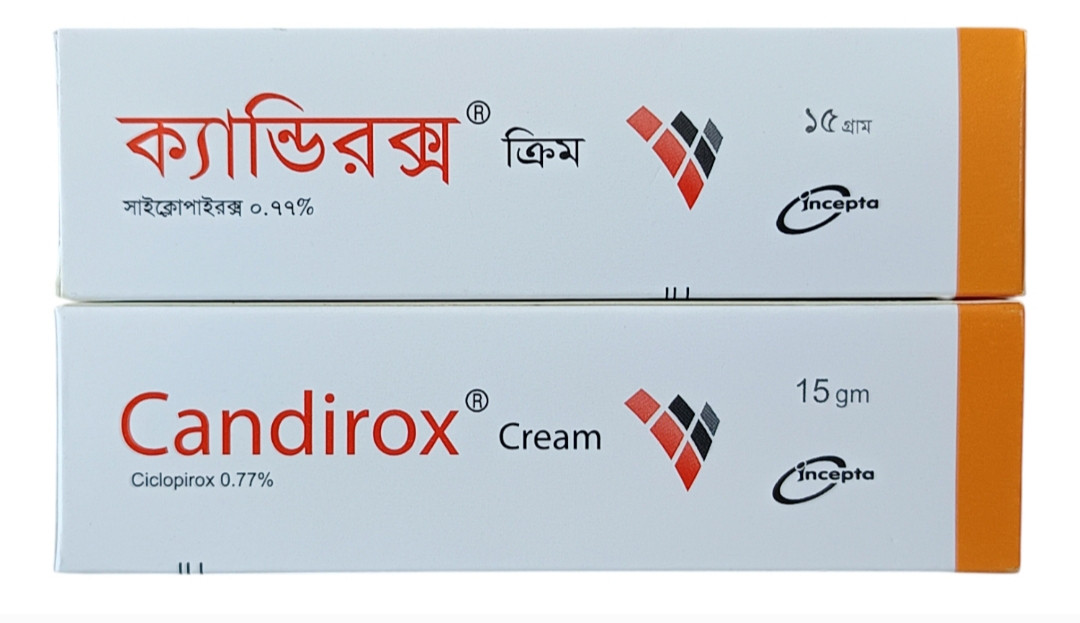 ক্যান্ডিরক্স® ক্রিম
সাইক্লোপাইরক্স ০.৭৭%
১৫ গ্রাম
incepta
Candirox® Cream
Ciclopirox 0.77%
15 gm
incepta